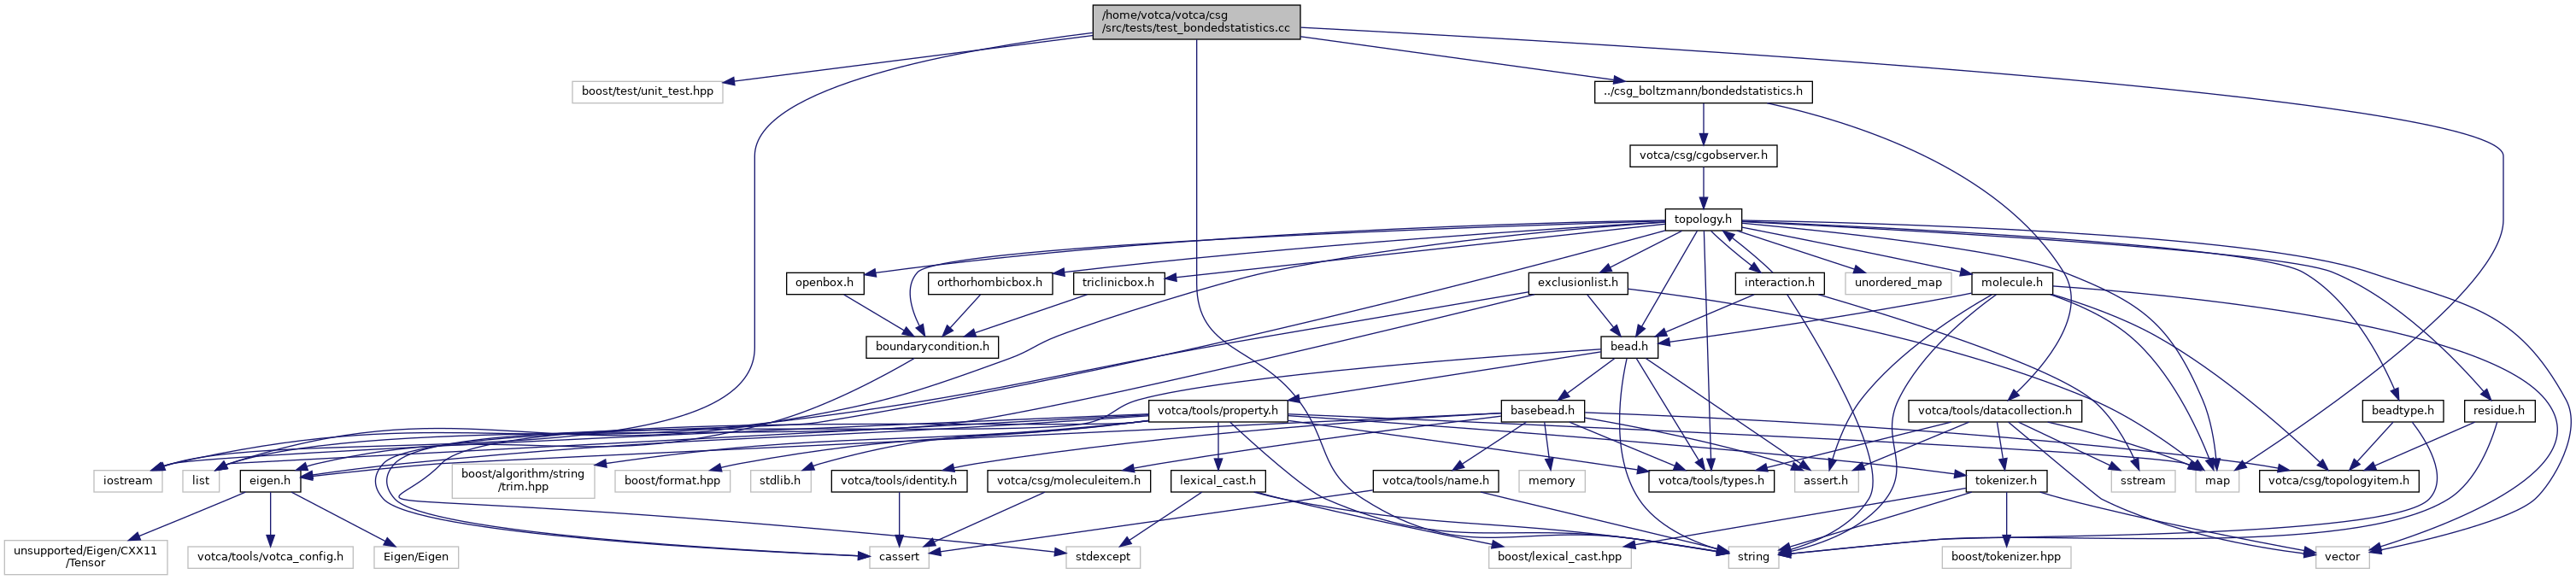 /home/votca/votca/csg
/src/tests/test_bondedstatistics.cc
boost/test/unit_test.hpp
../csg_boltzmann/bondedstatistics.h
votca/csg/cgobserver.h
topology.h
openbox.h
orthorhombicbox.h
triclinicbox.h
exclusionlist.h
interaction.h
unordered_map
molecule.h
boundarycondition.h
bead.h
votca/tools/property.h
basebead.h
votca/tools/datacollection.h
beadtype.h
residue.h
iostream
list
eigen.h
boost/algorithm/string
/trim.hpp
boost/format.hpp
stdlib.h
votca/tools/identity.h
votca/csg/moleculeitem.h
lexical_cast.h
votca/tools/name.h
memory
votca/tools/types.h
assert.h
tokenizer.h
sstream
map
votca/csg/topologyitem.h
unsupported/Eigen/CXX11
/Tensor
votca/tools/votca_config.h
Eigen/Eigen
cassert
stdexcept
boost/lexical_cast.hpp
string
boost/tokenizer.hpp
vector